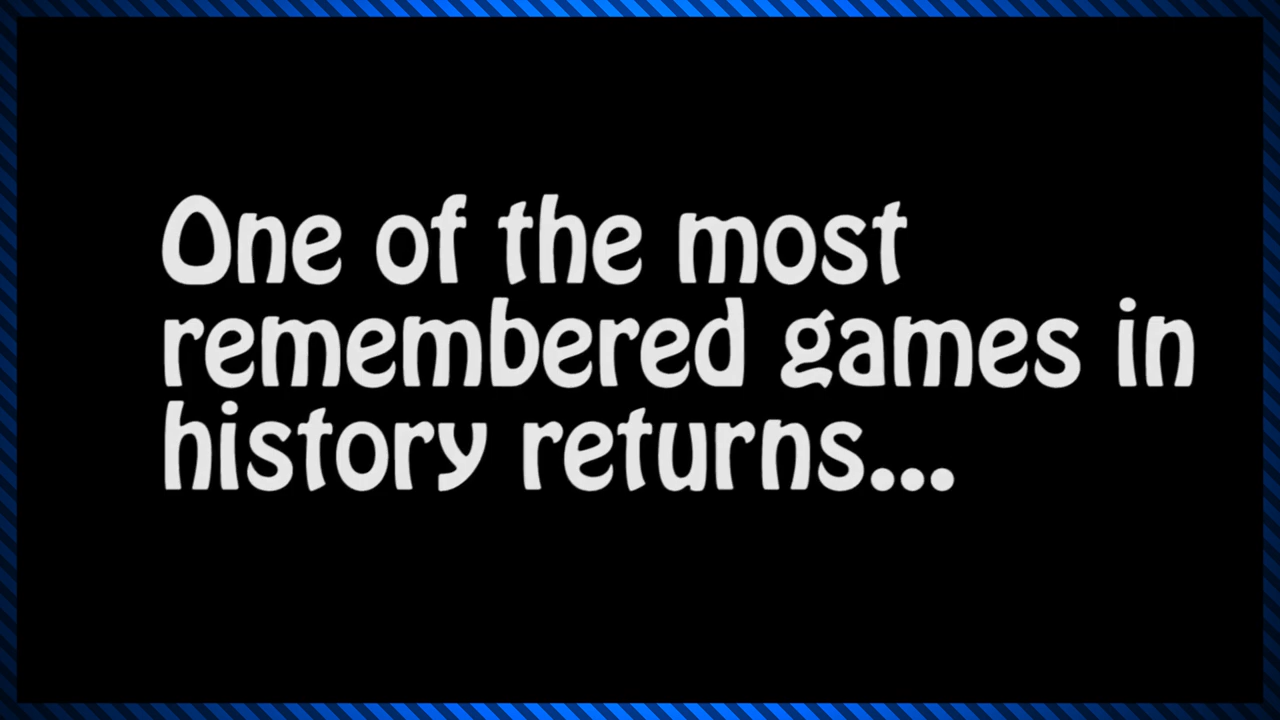 One of the most
remembered games in
history returns...